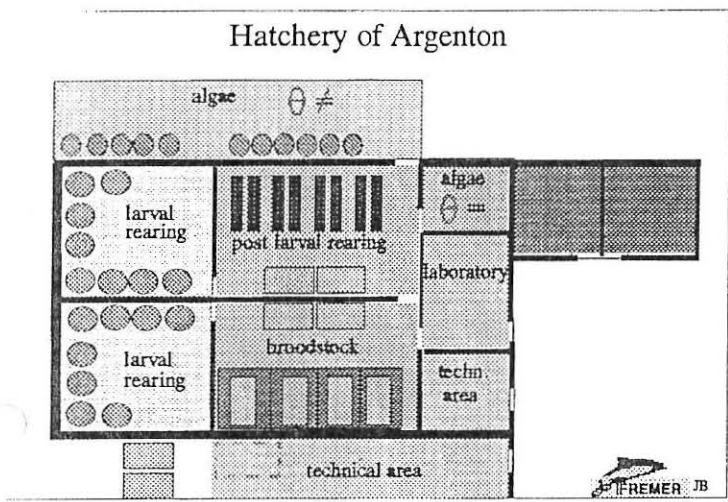 Hatchery of Argenton
algae θ ≠
algae
θ =
larval
rearing
post larval rearing
laboratory
larval
rearing
broodstock
techn.
area
technical area
IFREMER JB